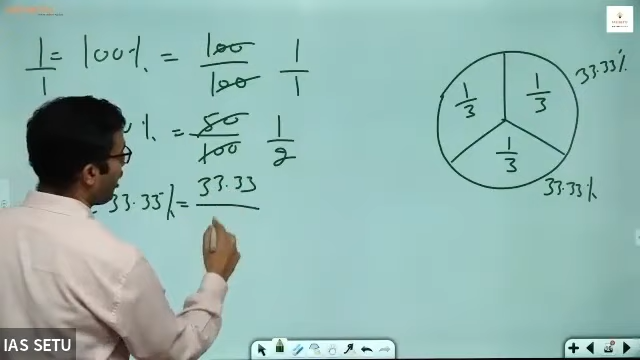 1/1 = 100% = 100/100 1/1
% = 50/100 1/2
= 33.33% = 33.33
1/3
1/3
1/3
33.33%
33.33%
IAS SETU